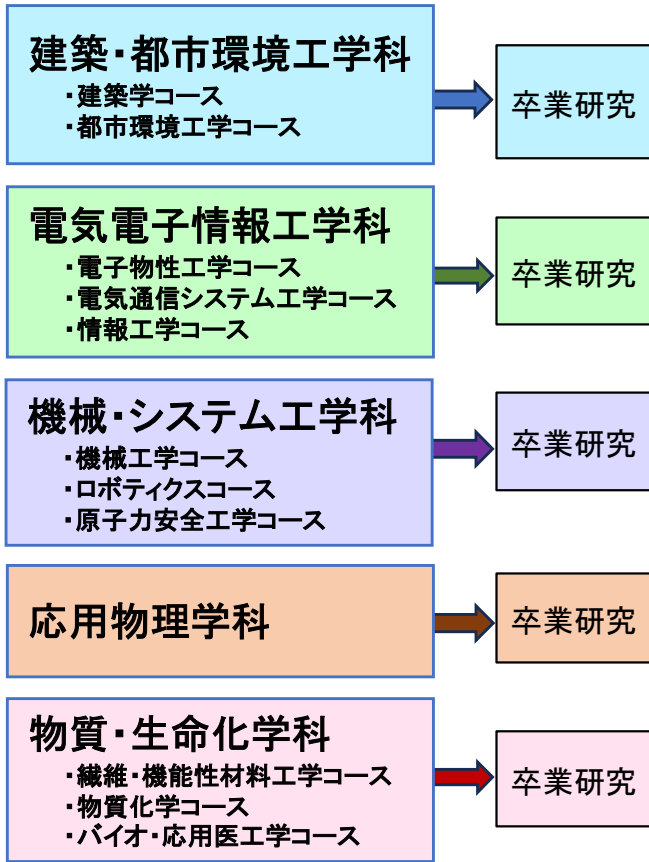 建築・都市環境工学科
・建築学コース
・都市環境工学コース
卒業研究
電気電子情報工学科
・電子物性工学コース
・電気通信システム工学コース
・情報工学コース
卒業研究
機械・システム工学科
・機械工学コース
・ロボティクスコース
・原子力安全工学コース
卒業研究
応用物理学科
卒業研究
物質・生命化学科
・繊維・機能性材料工学コース
・物質化学コース
・バイオ・応用医工学コース
卒業研究